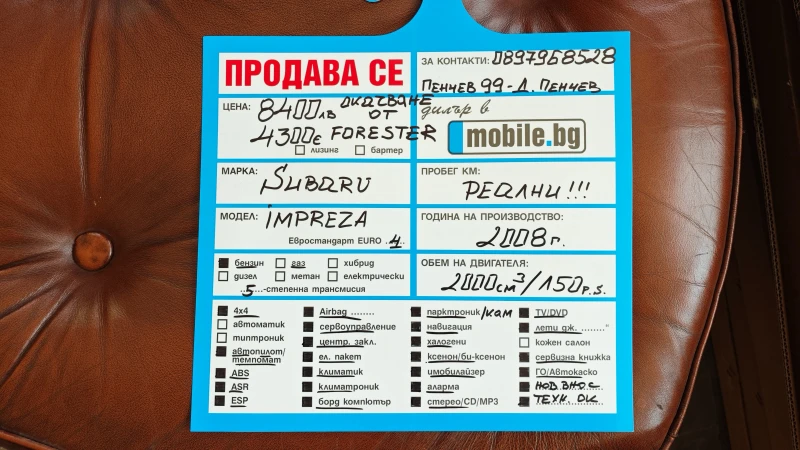 ПРОДАВА СЕ
ЗА КОНТАКТИ: 0897968528
ПЕНЧЕВ 99-Д. ПЕНЧЕВ
ЦЕНА: 8400лв ОКАЧВАНЕ
ОТ
4300€ FORESTER
лизинг бартер
дилър в
mobile.bg
МАРКА: SUBARU
ПРОБЕГ КМ:
РЕАЛНИ!!!
МОДЕЛ: IMPREZA
Евростандарт EURO .4.
ГОДИНА НА ПРОИЗВОДСТВО:
2008г.
бензин газ хибрид
дизел метан електрически
..5..-степенна трансмисия
ОБЕМ НА ДВИГАТЕЛЯ:
2000см³/150p.s.
4x4
автоматик
типтроник
автопилот/
темпомат
ABS
ASR
ESP
Airbag ........
сервоуправление
центр. закл.
ел. пакет
климатик
климатроник
борд компютър
парктроник/КАМ
навигация
халогени
ксенон/би-ксенон
имобилайзер
аларма
стерео/CD/MP3
TV/DVD
лети дж. ........"
кожен салон
сервизна книжка
ГО/Автокаско
НОВ. ВНОС
ТЕХН. ОК